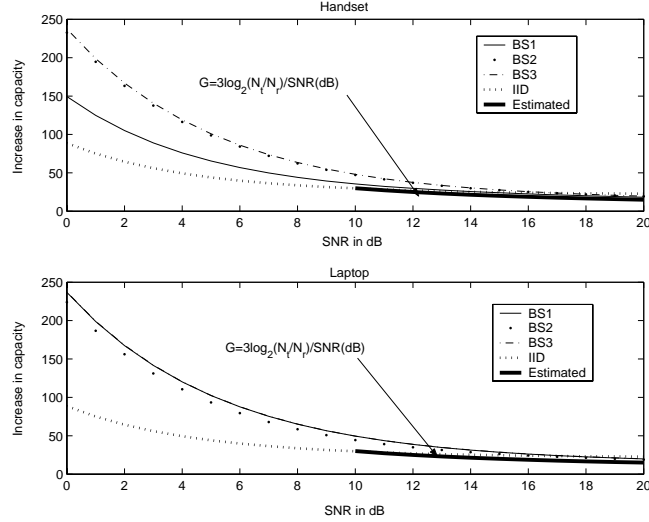 Handset
250
200
150
100
50
0
Increase in capacity
G=3log2(Nt/Nr)/SNR(dB)
BS1
BS2
BS3
IID
Estimated
0 2 4 6 8 10 12 14 16 18 20
SNR in dB
Laptop
250
200
150
100
50
0
Increase in capacity
G=3log2(Nt/Nr)/SNR(dB)
BS1
BS2
BS3
IID
Estimated
0 2 4 6 8 10 12 14 16 18 20
SNR in dB